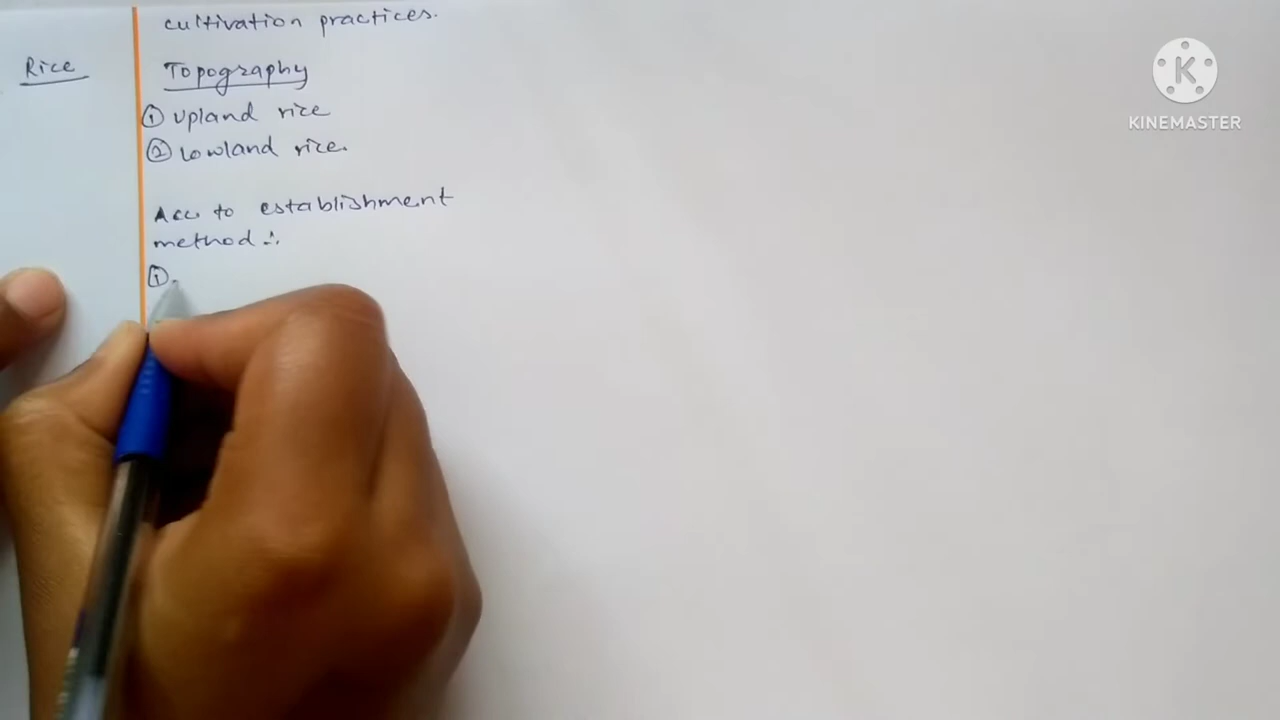 cultivation practices.
Rice
Topography
① upland rice
② Lowland rice.
Acc to establishment
method ∴
①
K
KINEMASTER